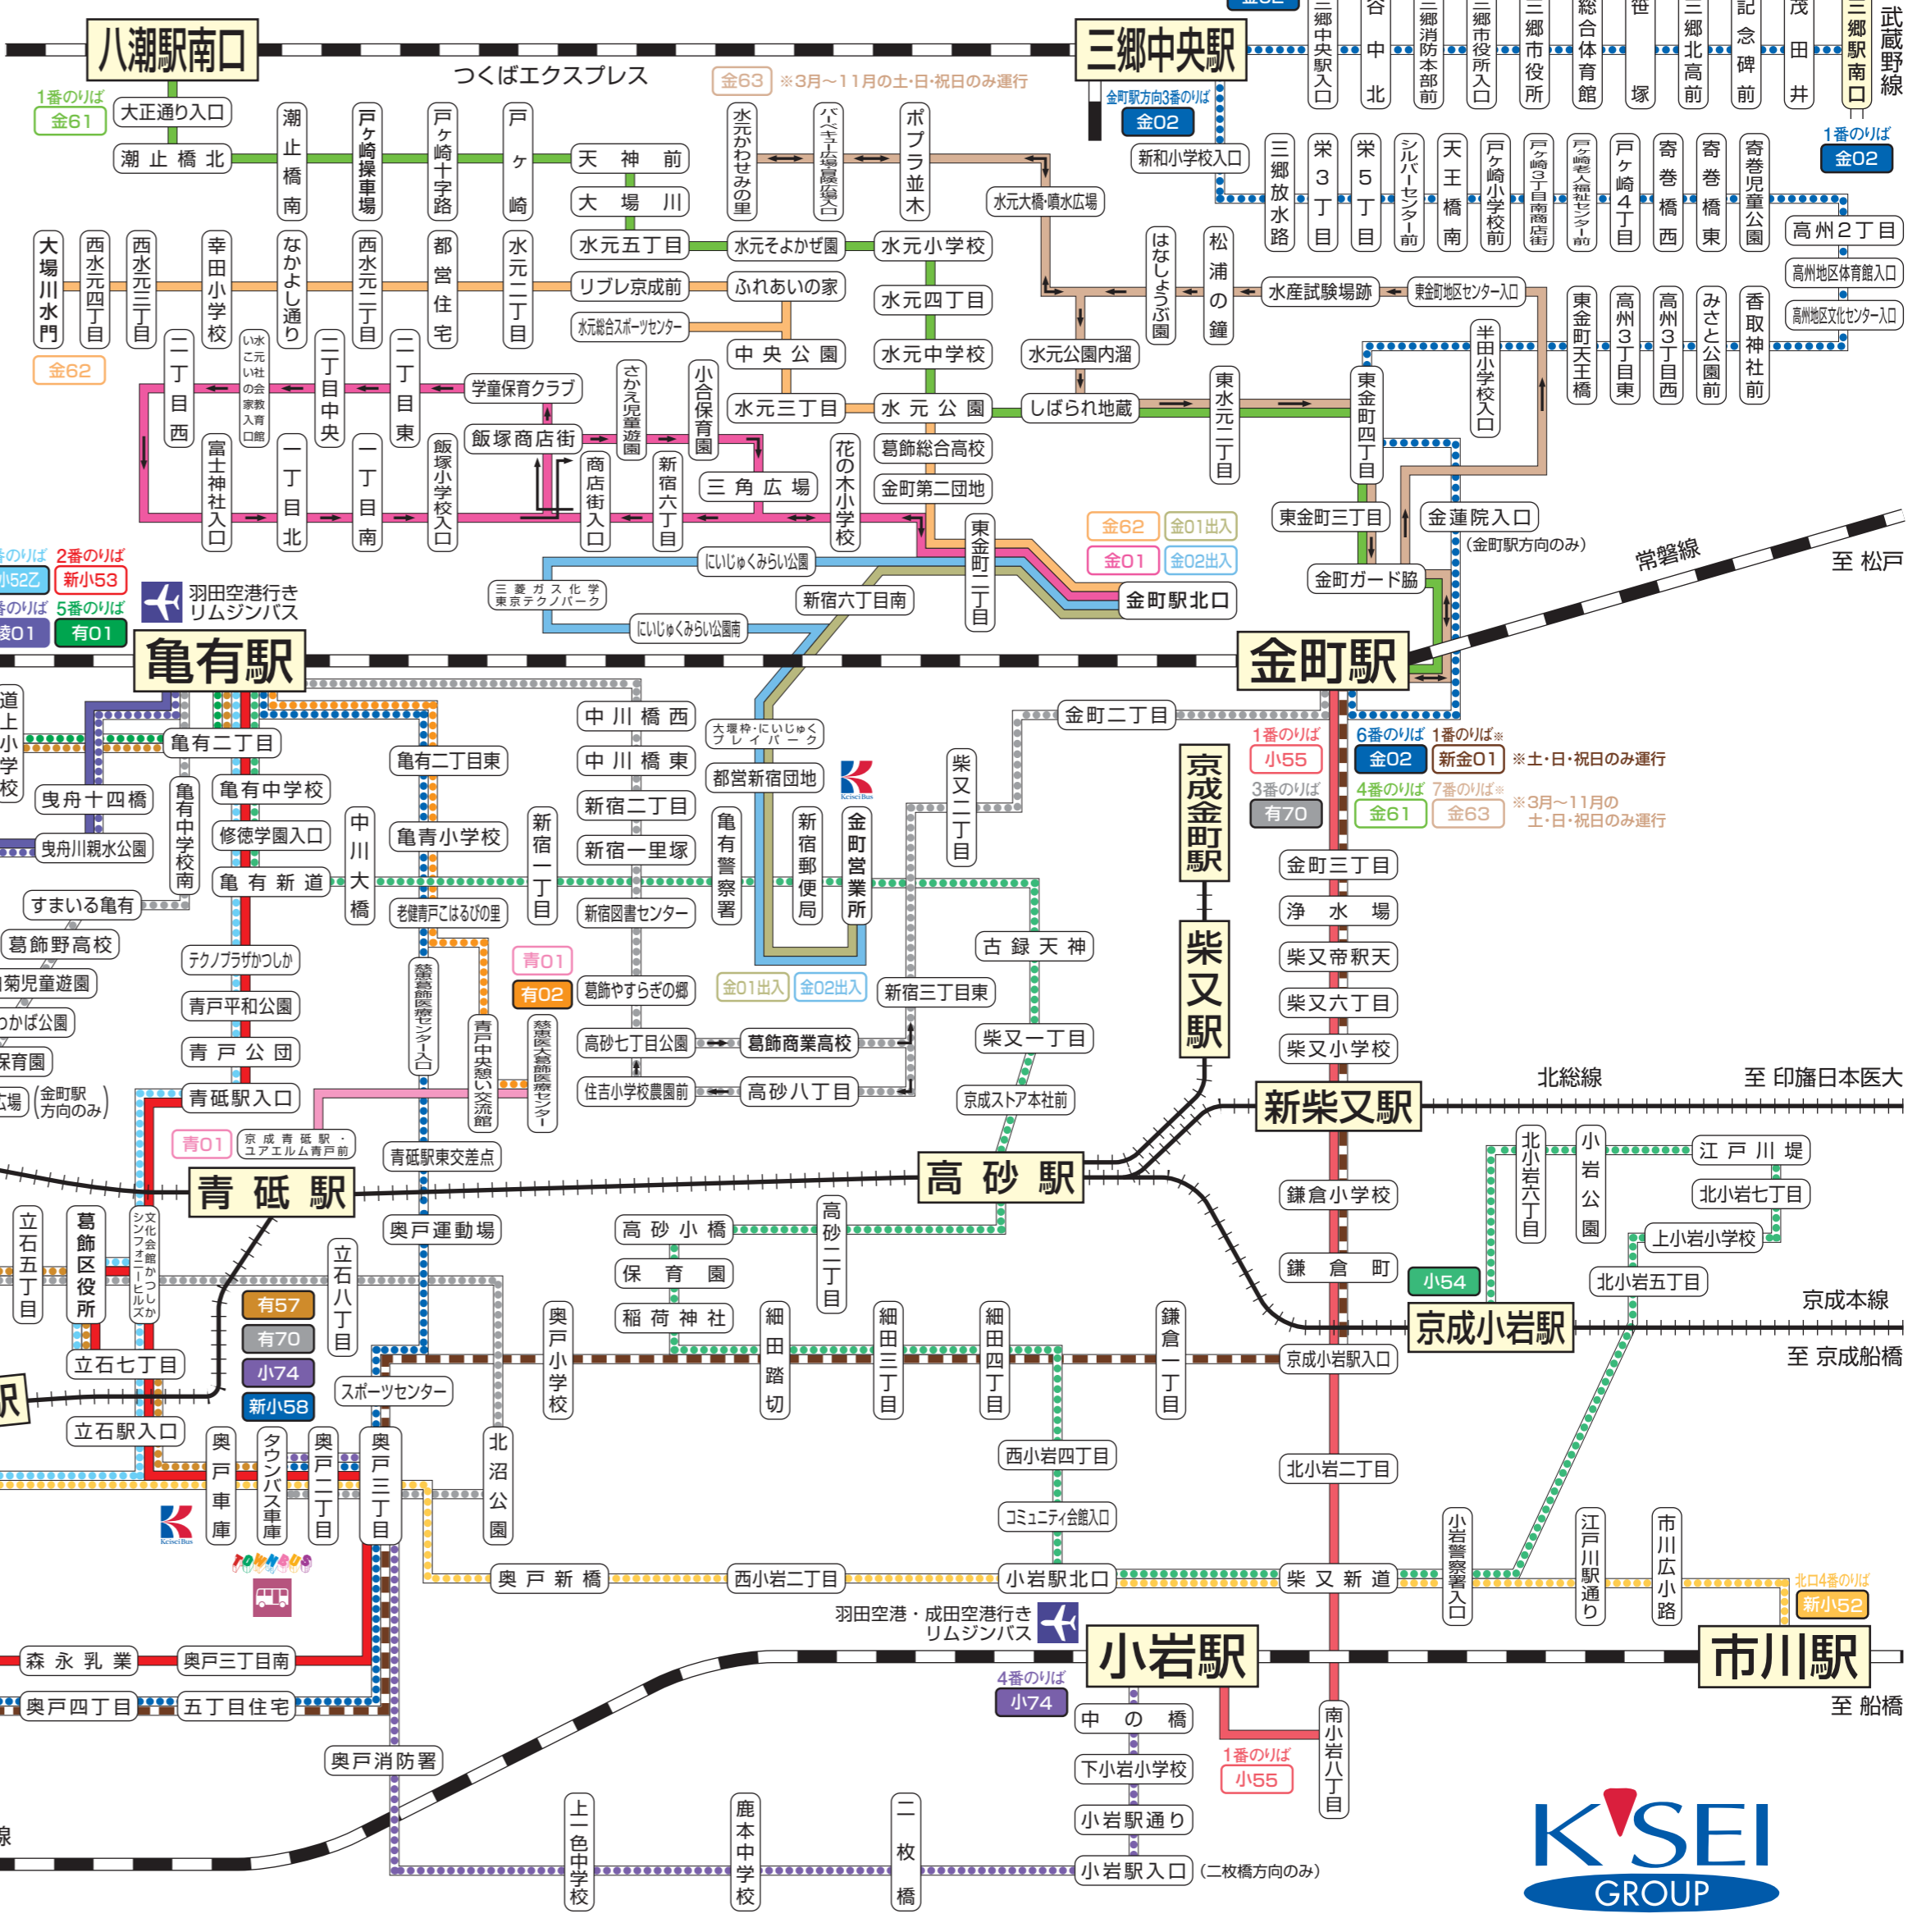 八潮駅南口
つくばエクスプレス
三郷中央駅
三郷中央駅入口
谷中北
三郷消防本部前
三郷市役所入口
三郷市役所
総合体育館
笹塚
三郷北高前
記念碑前
茂田井
三郷駅南口
武蔵野線
1番のりば
金02
金町駅方向3番のりば
金02
1番のりば
金61
金63
※3月～11月の土・日・祝日のみ運行
大正通り入口
潮止橋北
潮止橋南
戸ヶ崎操車場
戸ヶ崎十字路
戸ヶ崎
天神前
大場川
水元五丁目
水元そよかぜ園
水元小学校
水元四丁目
水元中学校
水元公園
水元かわせみの里
バーベキュー広場冒険広場入口
ポプラ並木
水元大橋・噴水広場
新和小学校入口
三郷放水路
栄3丁目
栄5丁目
シルバーセンター前
天王橋南
戸ヶ崎小学校前
戸ヶ崎3丁目南商店街
戸ヶ崎老人福祉センター前
戸ヶ崎4丁目
寄巻橋西
寄巻橋東
寄巻児童公園
高州2丁目
高州地区体育館入口
高州地区文化センター入口
香取神社前
みさと公園前
高州3丁目西
高州3丁目東
東金町天王橋
半田小学校入口
大場川水門
金62
西水元四丁目
西水元三丁目
幸田小学校
なかよし通り
西水元二丁目
都営住宅
水元二丁目
リブレ京成前
ふれあいの家
水元総合スポーツセンター
中央公園
水元三丁目
葛飾総合高校
金町第二団地
はなしょうぶ園
松浦の鐘
水産試験場跡
東金町地区センター入口
水元公園内溜
しばられ地蔵
東水元二丁目
東金町四丁目
東金町三丁目
金蓮院入口
(金町駅方向のみ)
金町ガード脇
二丁目西
水元社会教育館
いこいの家入口
二丁目中央
二丁目東
学童保育クラブ
飯塚商店街
さかえ児童遊園
小合保育園
三角広場
富士神社入口
一丁目北
一丁目南
飯塚小学校入口
商店街入口
新宿六丁目
花の木小学校
東金町二丁目
金町駅北口
金62
金01出入
金01
金02出入
にいじゅくみらい公園
三菱ガス化学
東京テクノパーク
にいじゅくみらい公園南
新宿六丁目南
常磐線
至 松戸
番のりば
小52乙
2番のりば
新小53
番のりば
綾01
5番のりば
有01
羽田空港行き
リムジンバス
亀有駅
金町駅
道上小学校
曳舟十四橋
曳舟川親水公園
亀有二丁目
亀有中学校
修徳学園入口
亀有新道
亀有中学校南
すまいる亀有
葛飾野高校
菊児童遊園
わかば公園
保育園
広場
(金町駅
方向のみ)
テクノプラザかつしか
青戸平和公園
青戸公団
青砥駅入口
中川大橋
亀有二丁目東
亀青小学校
老健青戸こはるびの里
慈恵葛飾医療センター入口
青戸中央憩い交流館
慈恵医大葛飾医療センター
新宿一丁目
青01
有02
中川橋西
中川橋東
新宿二丁目
新宿一里塚
新宿図書センター
葛飾やすらぎの郷
高砂七丁目公園
住吉小学校農園前
葛飾商業高校
高砂八丁目
大堰枠・にいじゅく
プレイパーク
都営新宿団地
KeiseiBus
亀有警察署
新宿郵便局
金町営業所
金01出入
金02出入
新宿三丁目東
柴又二丁目
金町二丁目
古録天神
柴又一丁目
京成ストア本社前
京成金町駅
柴又駅
1番のりば
小55
6番のりば
金02
1番のりば※
新金01
※土・日・祝日のみ運行
3番のりば
有70
4番のりば
金61
7番のりば※
金63
※3月～11月の
土・日・祝日のみ運行
金町三丁目
浄水場
柴又帝釈天
柴又六丁目
柴又小学校
新柴又駅
北総線
至 印旛日本医大
青01
京成青砥駅・
ユアエルム青戸前
青砥駅
青砥駅東交差点
奥戸運動場
高砂駅
高砂小橋
高砂二丁目
保育園
稲荷神社
鎌倉小学校
鎌倉町
小54
京成小岩駅
北小岩六丁目
小岩公園
江戸川堤
北小岩七丁目
上小岩小学校
北小岩五丁目
京成本線
至 京成船橋
立石五丁目
葛飾区役所
文化会館かつしか
シンフォニーヒルズ
立石八丁目
有57
有70
小74
新小58
立石七丁目
駅
立石駅入口
スポーツセンター
奥戸小学校
細田踏切
細田三丁目
細田四丁目
鎌倉一丁目
京成小岩駅入口
奥戸車庫
タウンバス車庫
奥戸二丁目
奥戸三丁目
北沼公園
KeiseiBus
TOWNBUS
西小岩四丁目
コミュニティ会館入口
北小岩二丁目
奥戸新橋
西小岩二丁目
小岩駅北口
柴又新道
小岩警察署入口
江戸川駅通り
市川広小路
北口4番のりば
新小52
森永乳業
奥戸三丁目南
奥戸四丁目
五丁目住宅
奥戸消防署
羽田空港・成田空港行き
リムジンバス
小岩駅
市川駅
至 船橋
4番のりば
小74
中の橋
下小岩小学校
小岩駅通り
小岩駅入口
(二枚橋方向のみ)
1番のりば
小55
南小岩八丁目
線
上一色中学校
鹿本中学校
二枚橋
K'SEI
GROUP